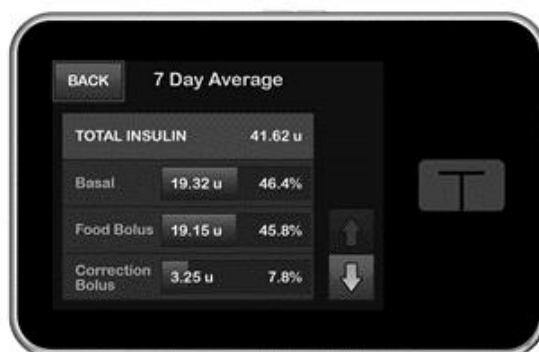 BACK 7 Day Average
TOTAL INSULIN 41.62 u
Basal 19.32 u 46.4%
Food Bolus 19.15 u 45.8%
Correction
Bolus 3.25 u 7.8%